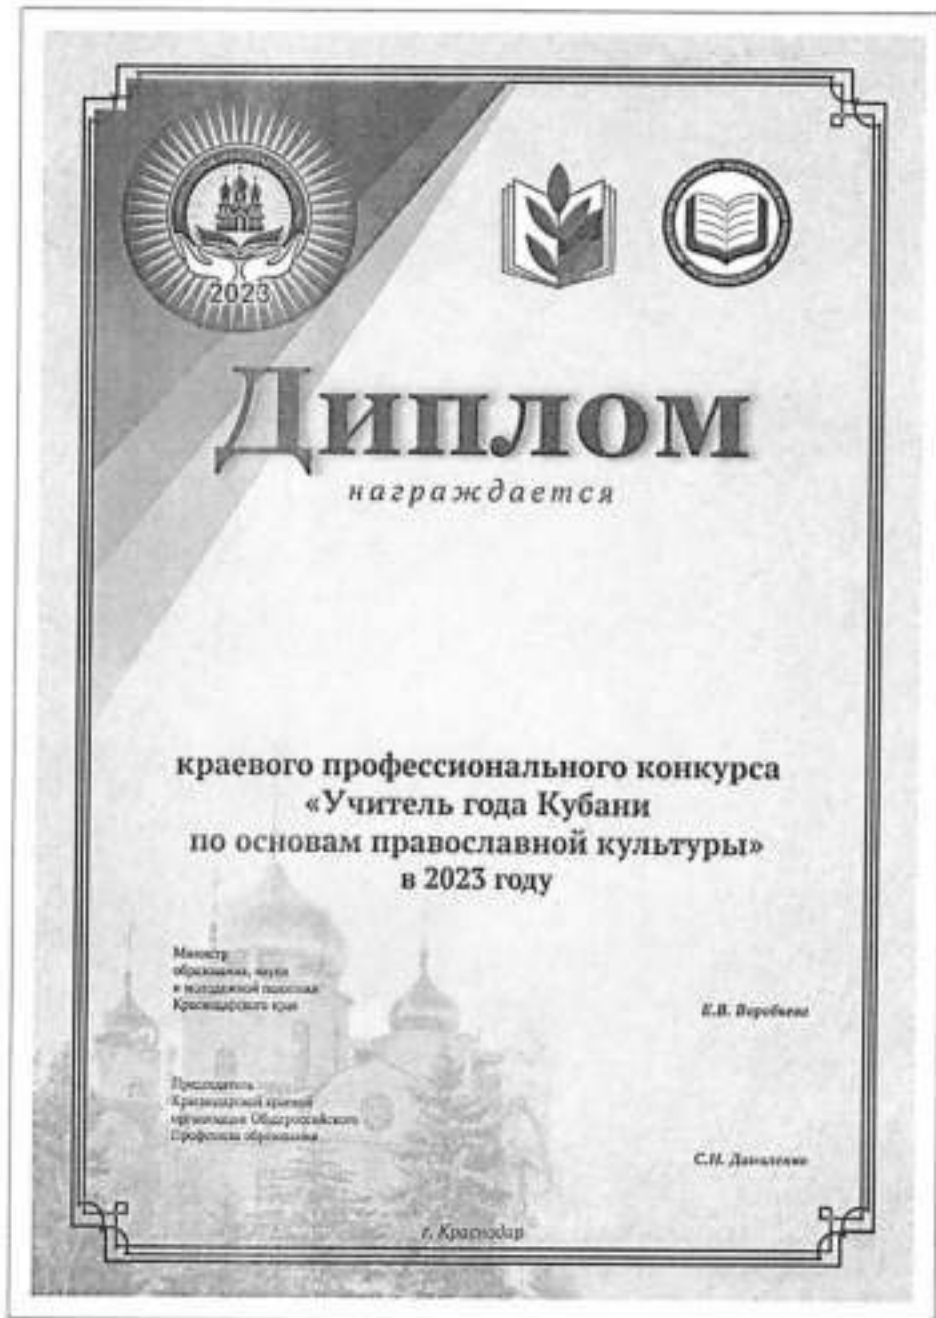 2023
Диплом
награждается
краевого профессионального конкурса
«Учитель года Кубани
по основам православной культуры»
в 2023 году
Министр
образования, науки
и молодежной политики
Краснодарского края
Е.В. Воробьева
Председатель
Краснодарской краевой
организации Общероссийского
Профсоюза образования
С.Н. Даниленко
г. Краснодар